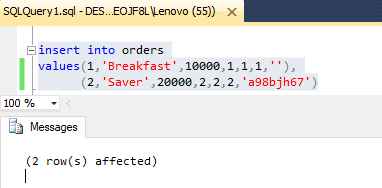 SQLQuery1.sql - DES...EOJF8L\Lenovo (55))*
insert into orders
values(1,'Breakfast',10000,1,1,1,''),
(2,'Saver',20000,2,2,2,'a98bjh67')
100 %
Messages
(2 row(s) affected)